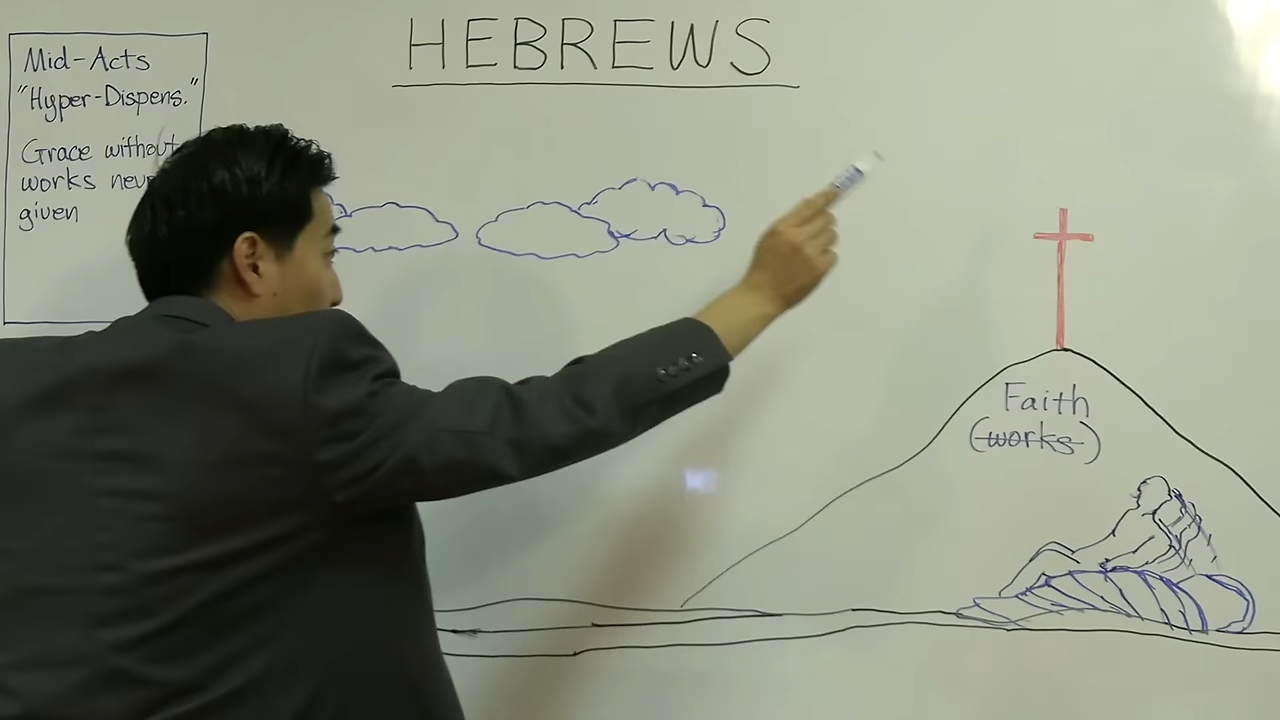 HEBREWS
Mid-Acts
"Hyper-Dispens."
Grace without
works
given
Faith
(works)